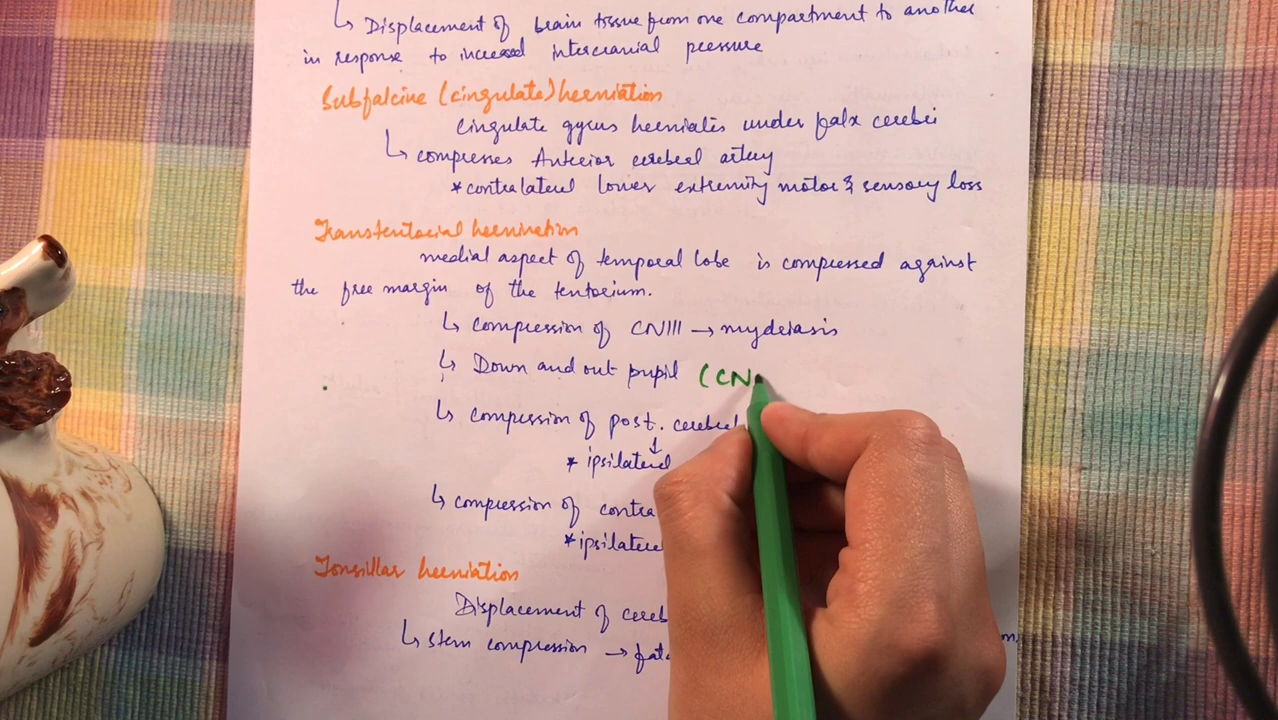 ↳ Displacement of brain tissue from one compartment to another
in response to increased intercranial pressure
Subfalcine (cingulate) herniation
cingulate gyrus herniates under falx cerebri
↳ compresses Anterior cerebral artery
* contralateral lower extremity motor & sensory loss
Transtentorial herniation
medial aspect of temporal lobe is compressed against
the free margin of the tentorium.
↳ compression of CNIII → mydriasis
↳ Down and out pupil (CN
↳ compression of post. cerebral
↓
* ipsilateral
↳ compression of contra
* ipsilate
Tonsillar herniation
Displacement of cereb
↳ stem compression → fata